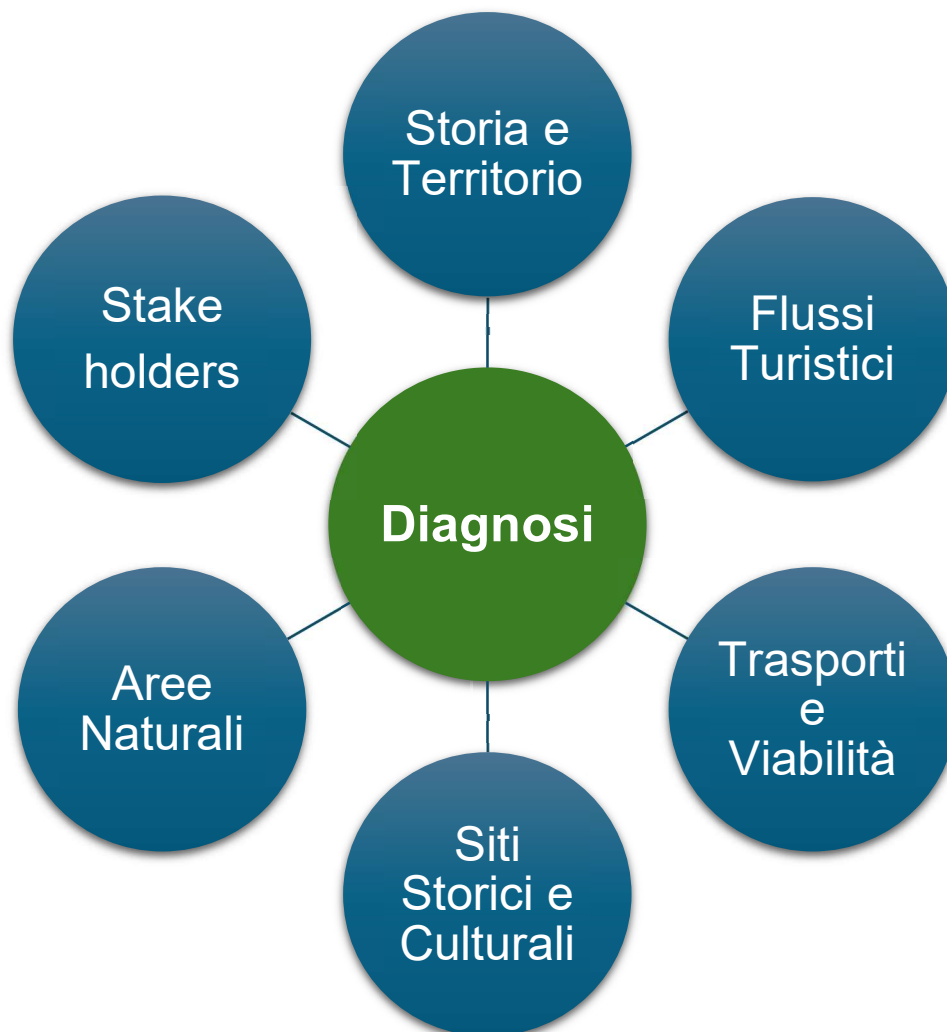 Storia e
Territorio
Stake
holders
Flussi
Turistici
Diagnosi
Aree
Naturali
Trasporti
e
Viabilità
Siti
Storici e
Culturali